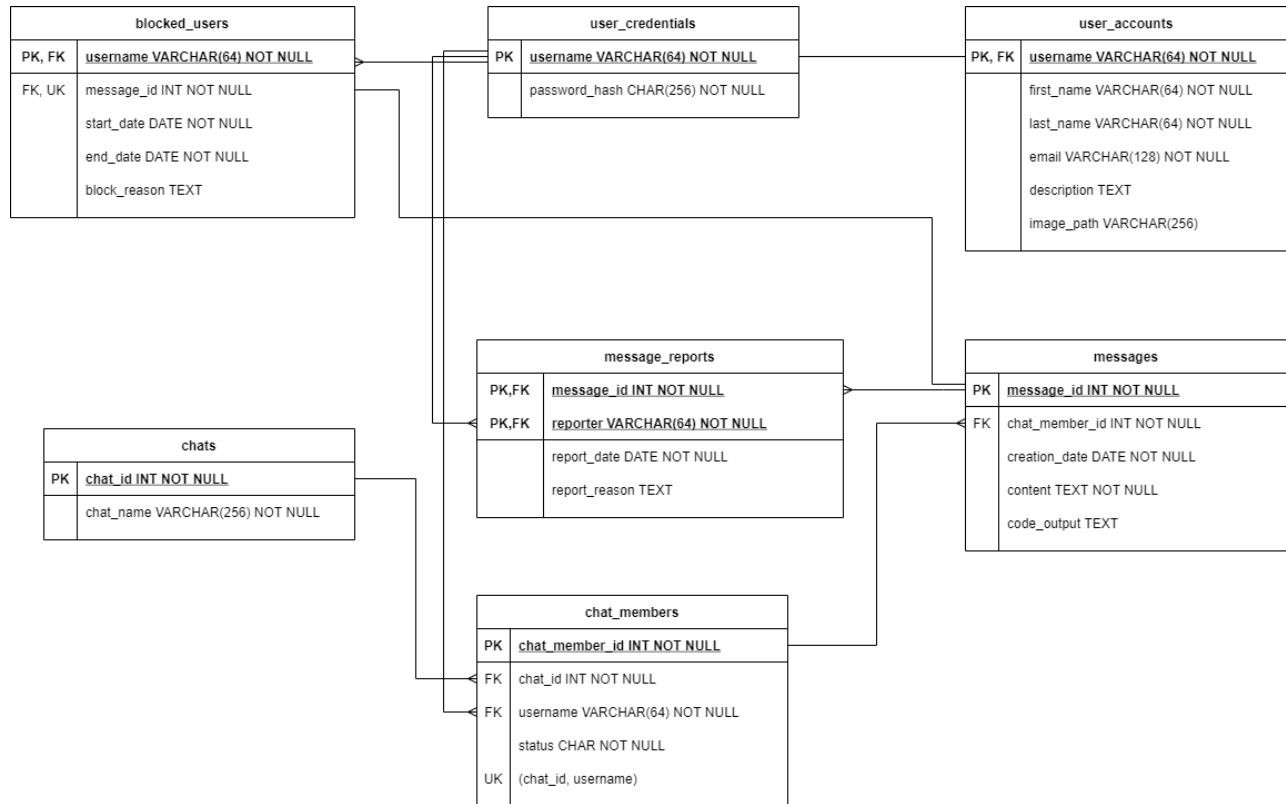 blocked_users
PK, FK username VARCHAR(64) NOT NULL
FK, UK message_id INT NOT NULL
start_date DATE NOT NULL
end_date DATE NOT NULL
block_reason TEXT
user_credentials
PK username VARCHAR(64) NOT NULL
password_hash CHAR(256) NOT NULL
user_accounts
PK, FK username VARCHAR(64) NOT NULL
first_name VARCHAR(64) NOT NULL
last_name VARCHAR(64) NOT NULL
email VARCHAR(128) NOT NULL
description TEXT
image_path VARCHAR(256)
message_reports
PK,FK message_id INT NOT NULL
PK,FK reporter VARCHAR(64) NOT NULL
report_date DATE NOT NULL
report_reason TEXT
messages
PK message_id INT NOT NULL
FK chat_member_id INT NOT NULL
creation_date DATE NOT NULL
content TEXT NOT NULL
code_output TEXT
chats
PK chat_id INT NOT NULL
chat_name VARCHAR(256) NOT NULL
chat_members
PK chat_member_id INT NOT NULL
FK chat_id INT NOT NULL
FK username VARCHAR(64) NOT NULL
status CHAR NOT NULL
UK (chat_id, username)